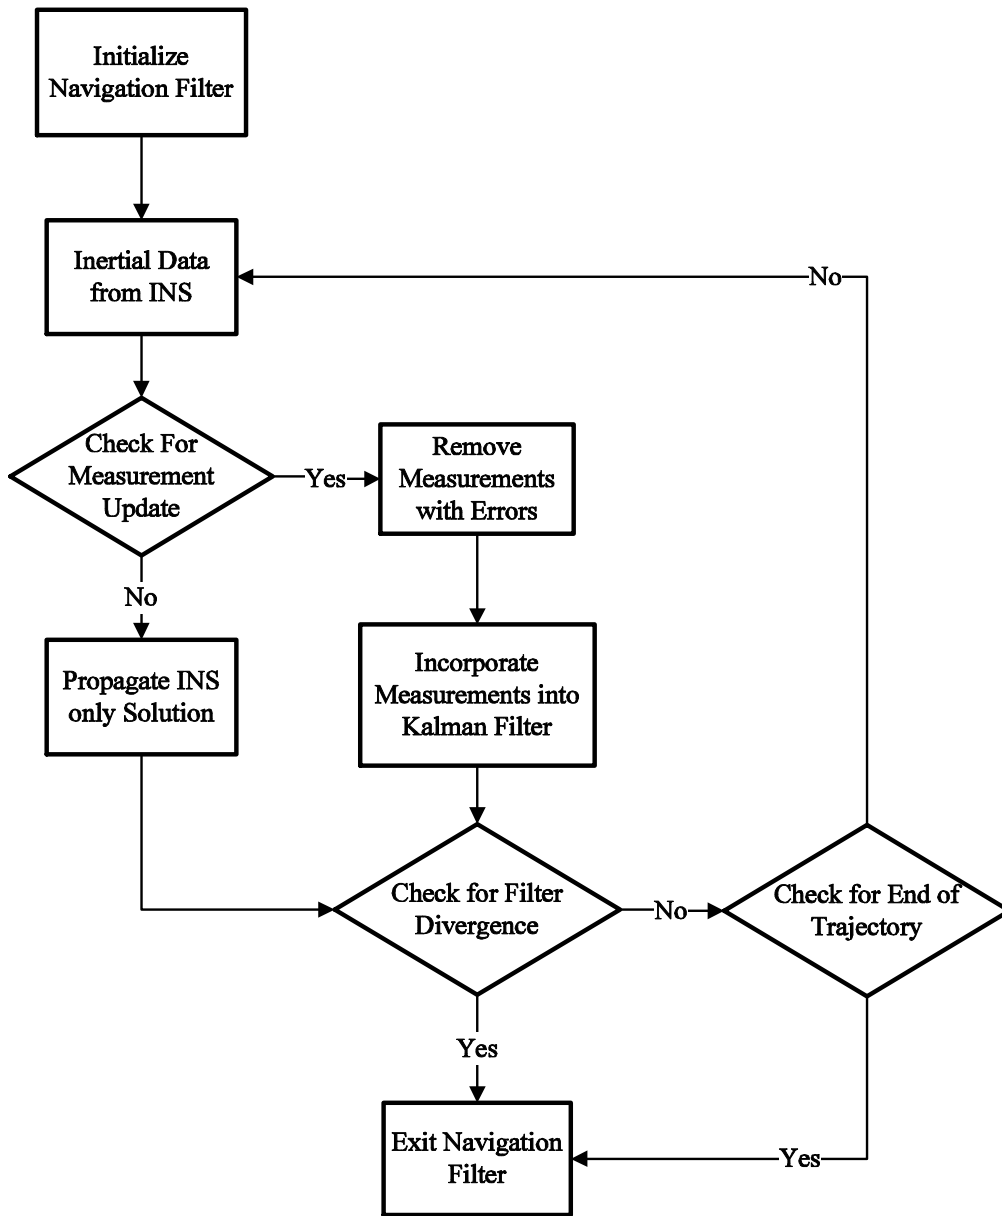 Initialize
Navigation Filter
Inertial Data
from INS
No
Check For
Measurement
Update
Yes
Remove
Measurements
with Errors
No
Propagate INS
only Solution
Incorporate
Measurements into
Kalman Filter
Check for Filter
Divergence
No
Check for End of
Trajectory
Yes
Exit Navigation
Filter
Yes